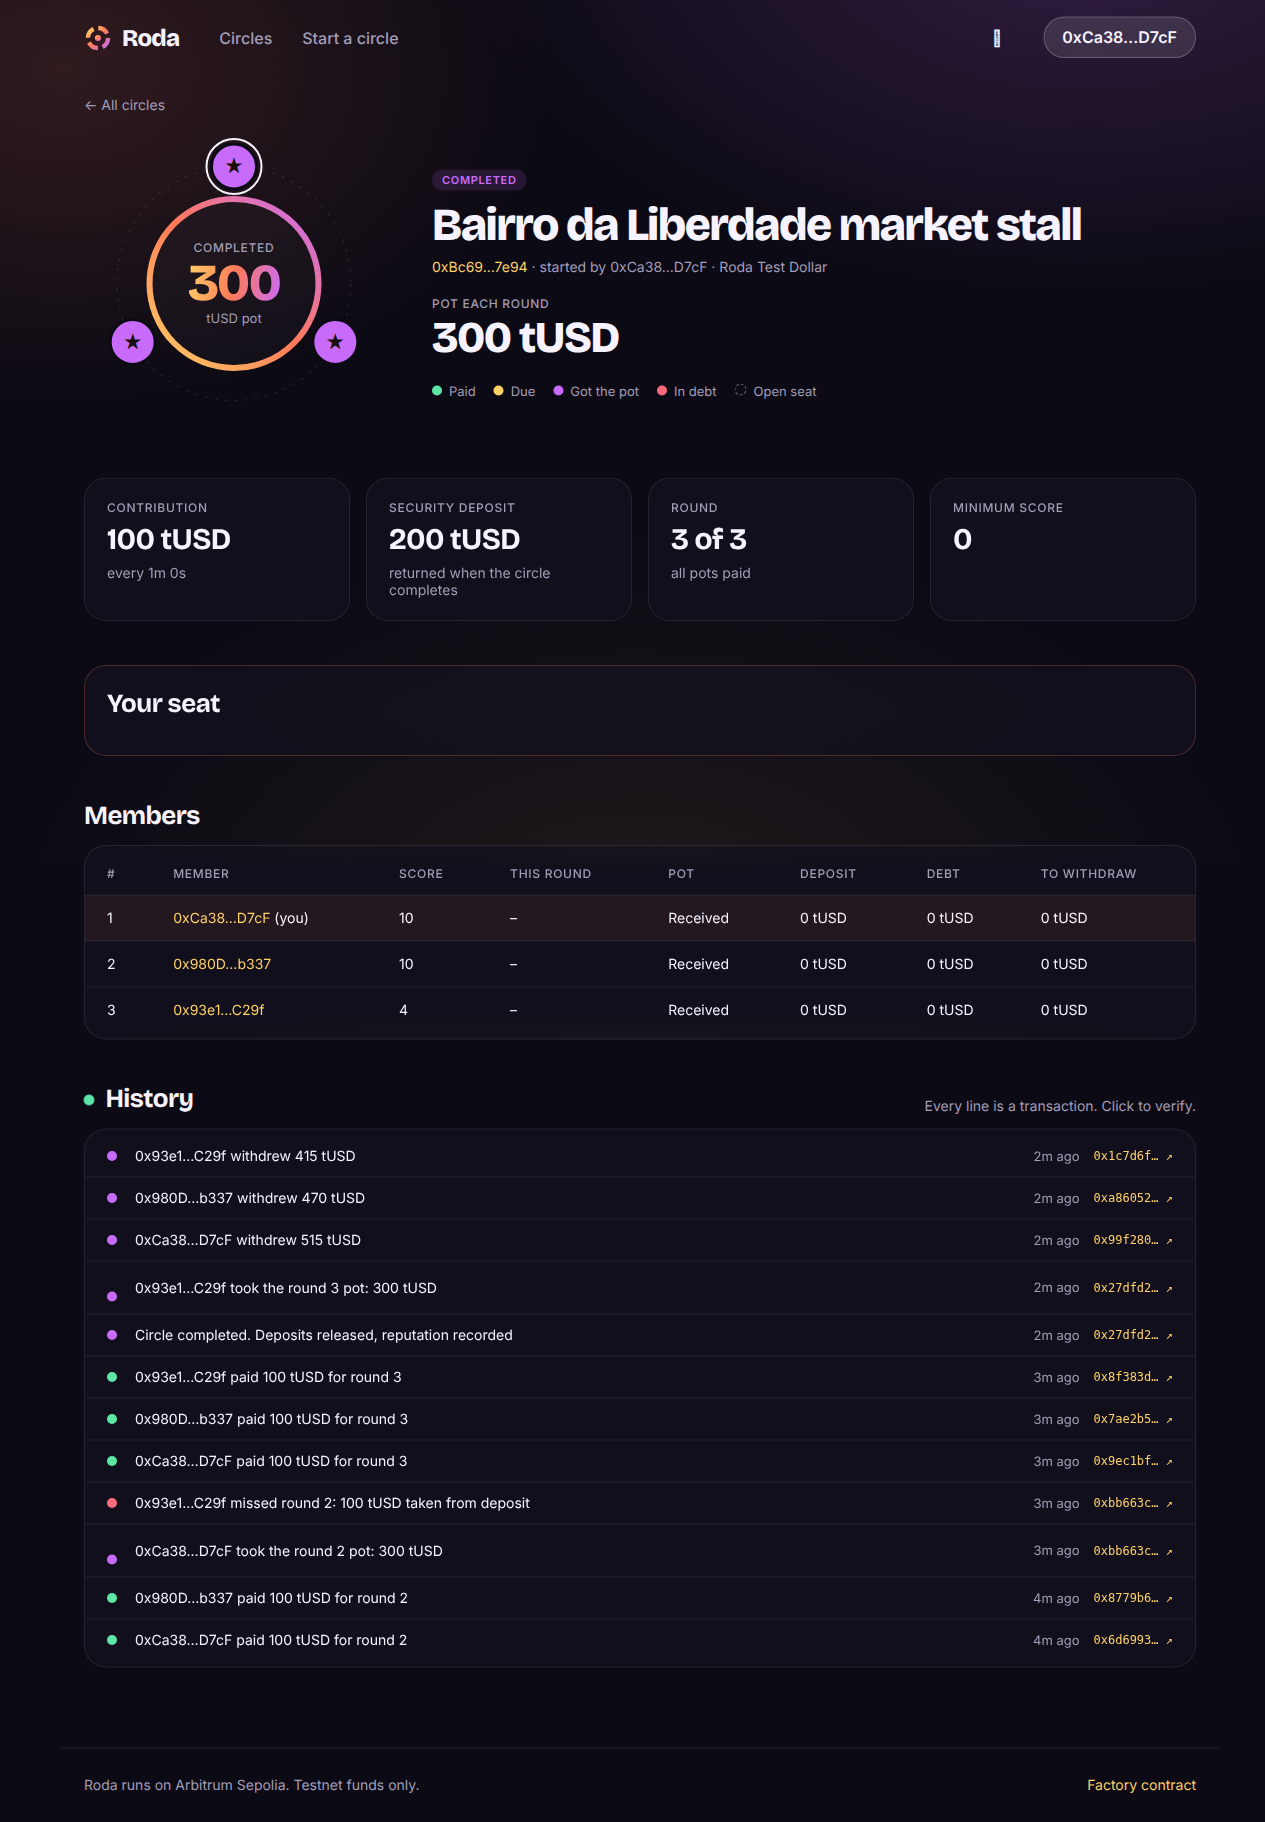 Roda
Circles
Start a circle
0xCa38…D7cF
← All circles
COMPLETED
300
tUSD pot
COMPLETED
Bairro da Liberdade market stall
0xBc69…7e94 · started by 0xCa38…D7cF · Roda Test Dollar
POT EACH ROUND
300 tUSD
Paid
Due
Got the pot
In debt
Open seat
CONTRIBUTION
100 tUSD
every 1m 0s
SECURITY DEPOSIT
200 tUSD
returned when the circle
completes
ROUND
3 of 3
all pots paid
MINIMUM SCORE
0
Your seat
Members
# MEMBER SCORE THIS ROUND POT DEPOSIT DEBT TO WITHDRAW
1 0xCa38…D7cF (you) 10 – Received 0 tUSD 0 tUSD 0 tUSD
2 0x980D…b337 10 – Received 0 tUSD 0 tUSD 0 tUSD
3 0x93e1…C29f 4 – Received 0 tUSD 0 tUSD 0 tUSD
History
Every line is a transaction. Click to verify.
0x93e1…C29f withdrew 415 tUSD 2m ago 0x1c7d6f… ↗
0x980D…b337 withdrew 470 tUSD 2m ago 0xa86052… ↗
0xCa38…D7cF withdrew 515 tUSD 2m ago 0x99f280… ↗
0x93e1…C29f took the round 3 pot: 300 tUSD 2m ago 0x27dfd2… ↗
Circle completed. Deposits released, reputation recorded 2m ago 0x27dfd2… ↗
0x93e1…C29f paid 100 tUSD for round 3 3m ago 0x8f383d… ↗
0x980D…b337 paid 100 tUSD for round 3 3m ago 0x7ae2b5… ↗
0xCa38…D7cF paid 100 tUSD for round 3 3m ago 0x9ec1bf… ↗
0x93e1…C29f missed round 2: 100 tUSD taken from deposit 3m ago 0xbb663c… ↗
0xCa38…D7cF took the round 2 pot: 300 tUSD 3m ago 0xbb663c… ↗
0x980D…b337 paid 100 tUSD for round 2 4m ago 0x8779b6… ↗
0xCa38…D7cF paid 100 tUSD for round 2 4m ago 0x6d6993… ↗
Roda runs on Arbitrum Sepolia. Testnet funds only.
Factory contract